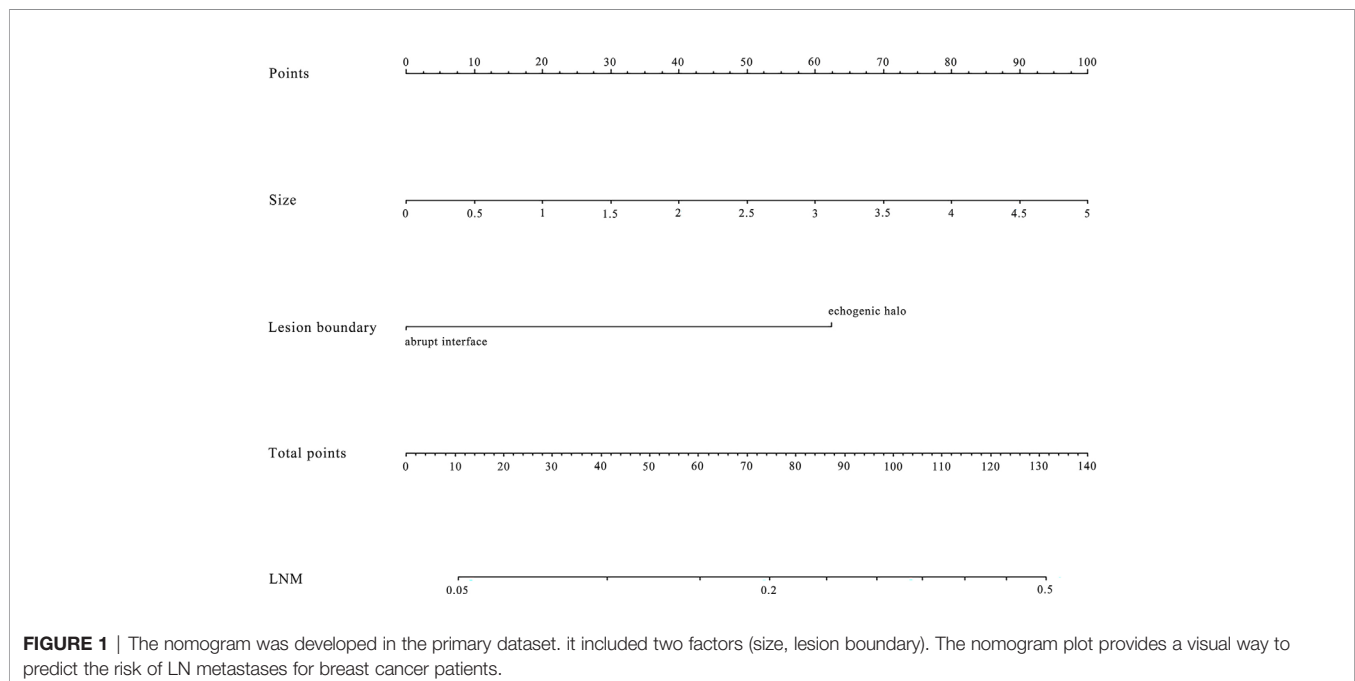 Points
0 10 20 30 40 50 60 70 80 90 100
Size
0 0.5 1 1.5 2 2.5 3 3.5 4 4.5 5
echogenic halo
Lesion boundary
abrupt interface
Total points
0 10 20 30 40 50 60 70 80 90 100 110 120 130 140
LNM
0.05 0.2 0.5
FIGURE 1 | The nomogram was developed in the primary dataset. it included two factors (size, lesion boundary). The nomogram plot provides a visual way to
predict the risk of LN metastases for breast cancer patients.